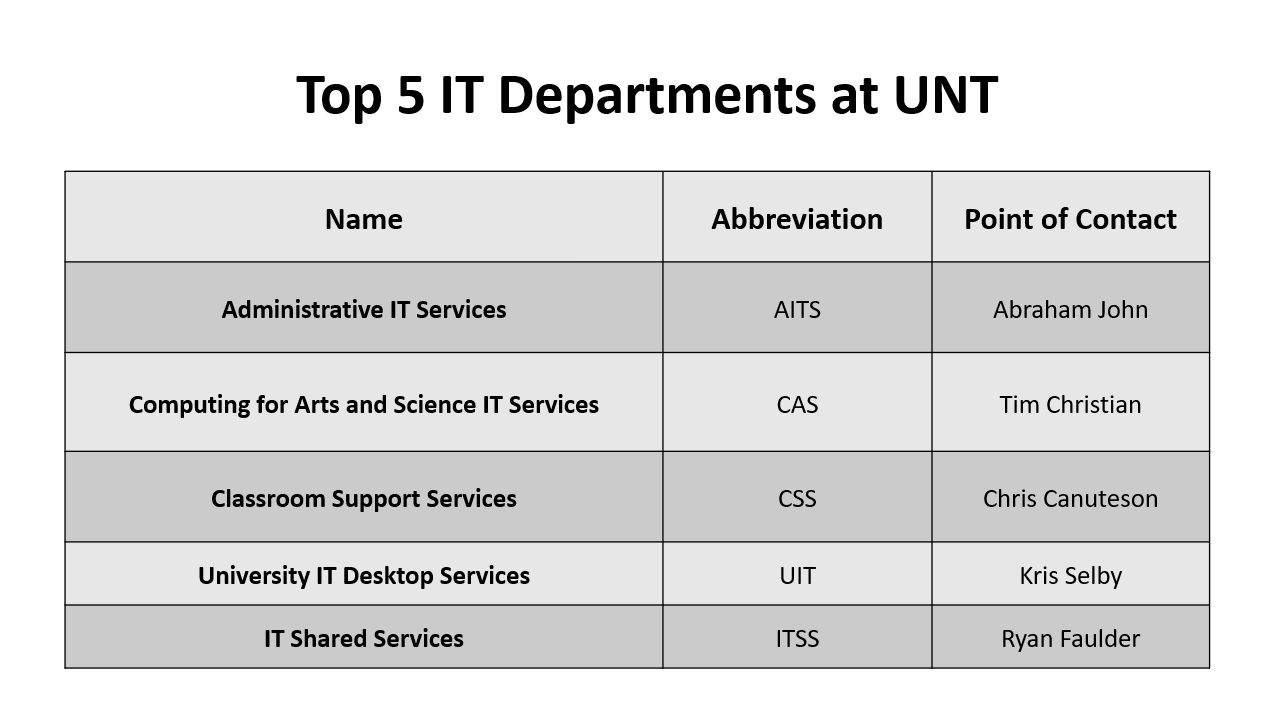 Top 5 IT Departments at UNT
Name Abbreviation Point of Contact
Administrative IT Services AITS Abraham John
Computing for Arts and Science IT Services CAS Tim Christian
Classroom Support Services CSS Chris Canuteson
University IT Desktop Services UIT Kris Selby
IT Shared Services ITSS Ryan Faulder